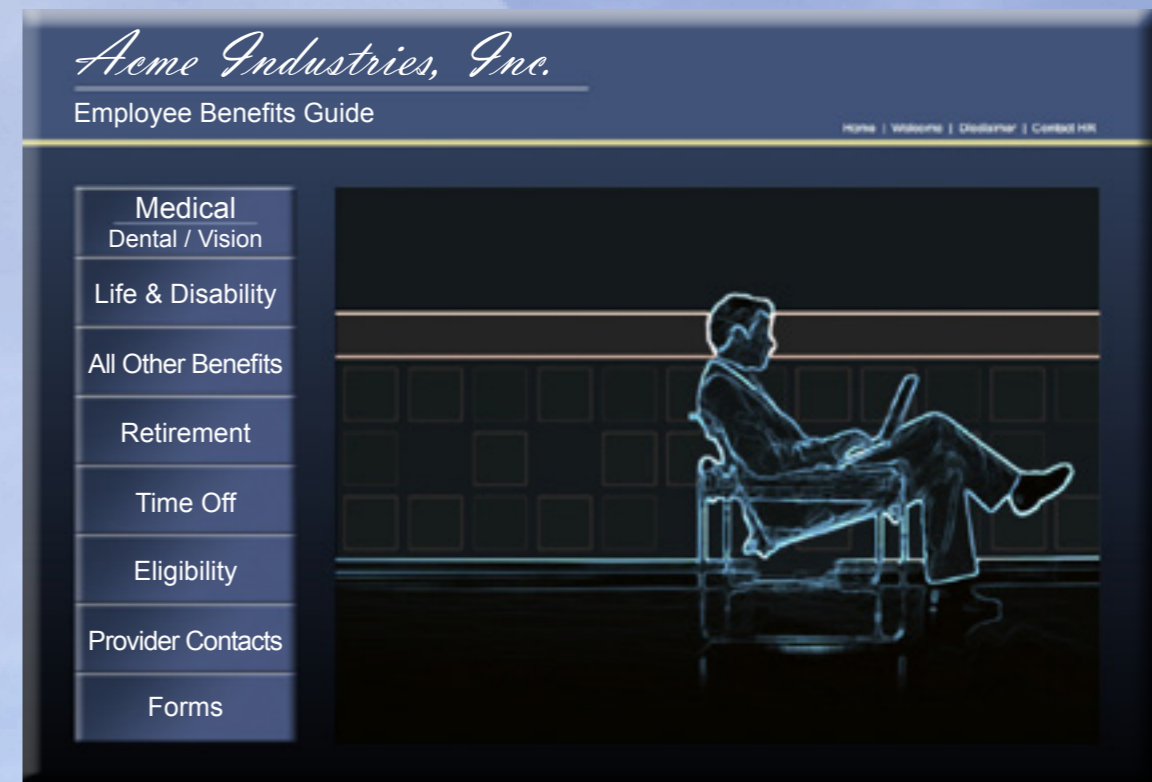 Acme Industries, Inc.
Employee Benefits Guide
Home | Welcome | Disclaimer | Contact HR
Medical
Dental / Vision
Life & Disability
All Other Benefits
Retirement
Time Off
Eligibility
Provider Contacts
Forms